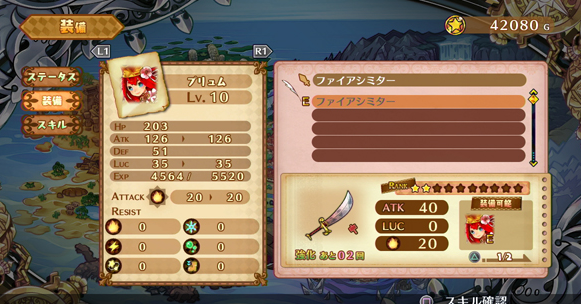 装備
42080 G
L1
R1
ステータス
装備
スキル
プリュム
Lv. 10
HP 203
ATK 126 126
DEF 51
LUC 35 35
EXP 4564 / 5520
ATTACK 20 20
RESIST
0 0
0 0
0 0
ファイアシミター
E ファイアシミター
RANK
ATK 40
LUC 0
20
強化 あと02回
装備可能
E
1/2
スキル確認